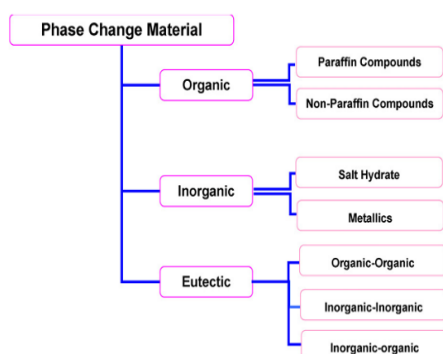 Phase Change Material
Organic
Paraffin Compounds
Non-Paraffin Compounds
Inorganic
Salt Hydrate
Metallics
Eutectic
Organic-Organic
Inorganic-Inorganic
Inorganic-organic